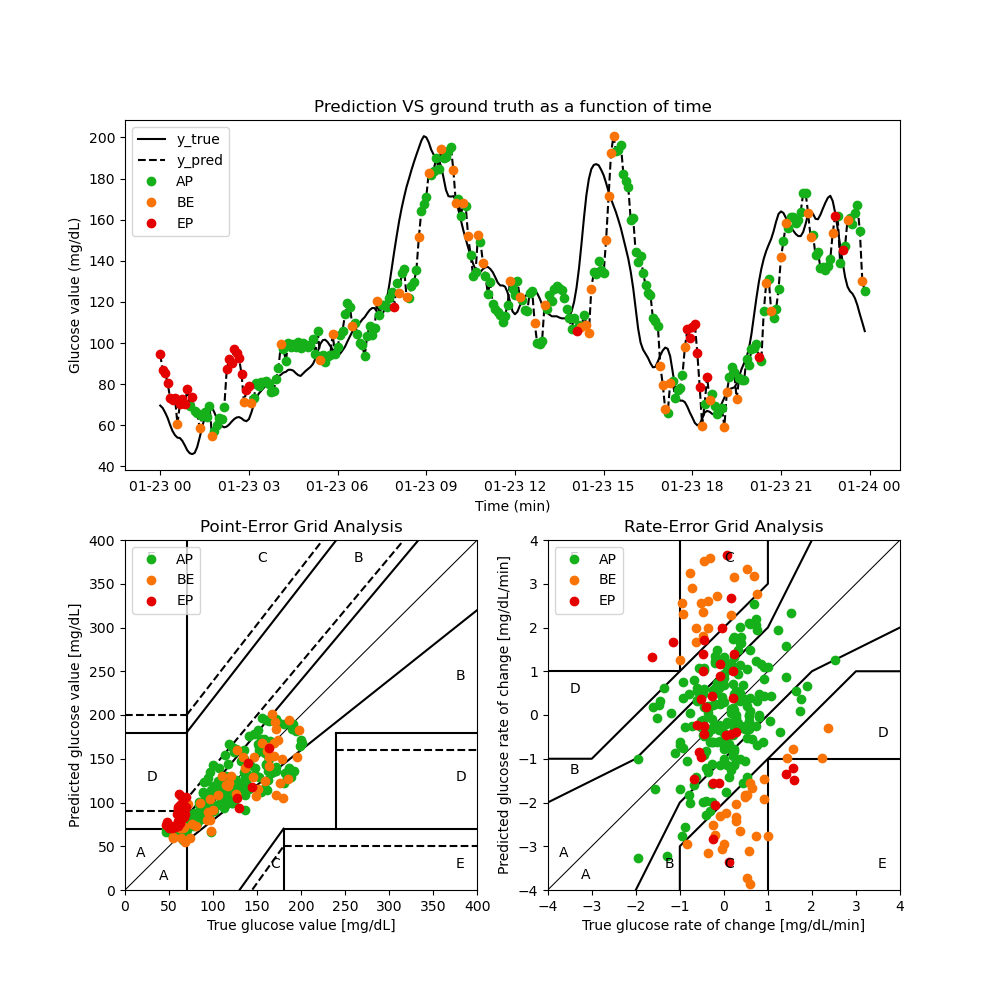 Prediction VS ground truth as a function of time
Glucose value (mg/dL)
200
180
160
140
120
100
80
60
40
y_true
y_pred
AP
BE
EP
01-23 00 01-23 03 01-23 06 01-23 09 01-23 12 01-23 15 01-23 18 01-23 21 01-24 00
Time (min)
Point-Error Grid Analysis
Predicted glucose value [mg/dL]
400
350
300
250
200
150
100
50
0
AP
BE
EP
C
B
B
D
D
A
A
C
E
0 50 100 150 200 250 300 350 400
True glucose value [mg/dL]
Rate-Error Grid Analysis
Predicted glucose rate of change [mg/dL/min]
4
3
2
1
0
−1
−2
−3
−4
AP
BE
EP
C
D
D
B
A
A
B
C
E
−4 −3 −2 −1 0 1 2 3 4
True glucose rate of change [mg/dL/min]